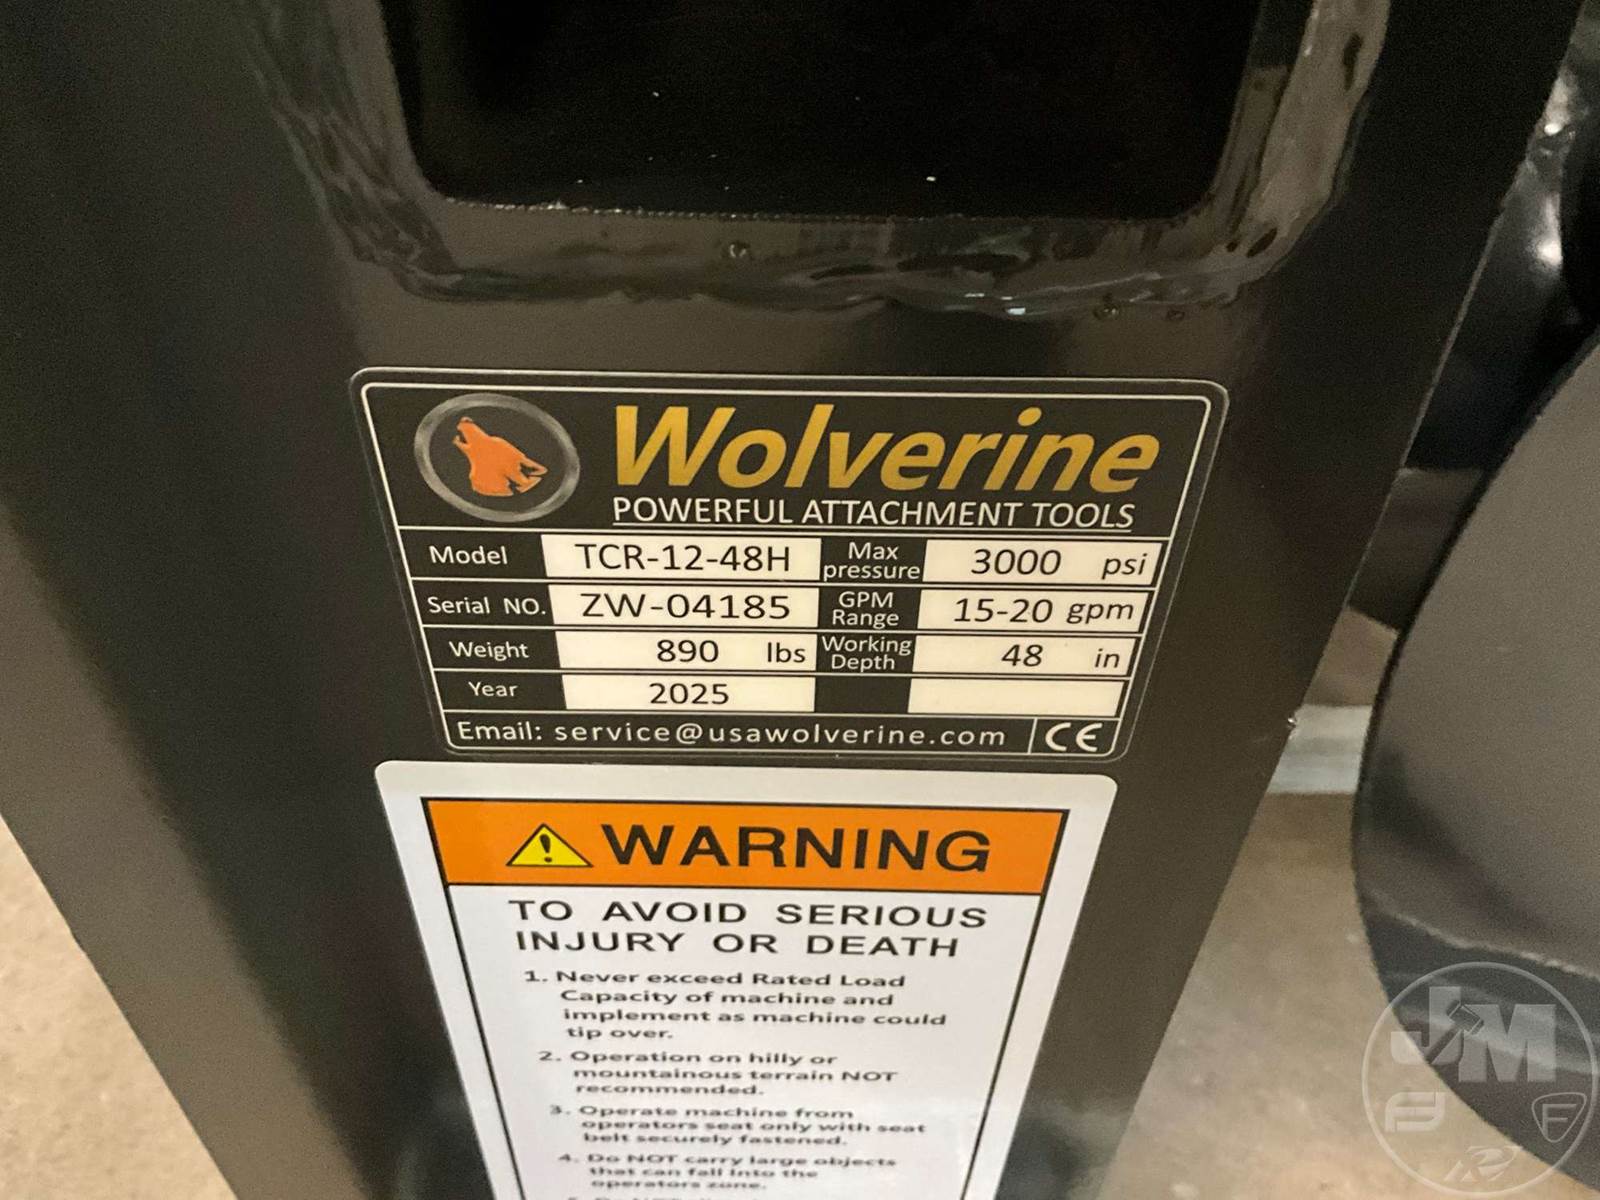 Wolverine
POWERFUL ATTACHMENT TOOLS
Model TCR-12-48H Max pressure 3000 psi
Serial NO. ZW-04185 GPM Range 15-20 gpm
Weight 890 lbs Working Depth 48 in
Year 2025
Email: service@usawolverine.com CE
WARNING
TO AVOID SERIOUS
INJURY OR DEATH
1. Never exceed Rated Load
Capacity of machine and
implement as machine could
tip over.
2. Operation on hilly or
mountainous terrain NOT
recommended.
3. Operate machine from
operators seat only with seat
belt securely fastened.
4. Do NOT carry large objects
that can fall into the
operators zone.
JM
F